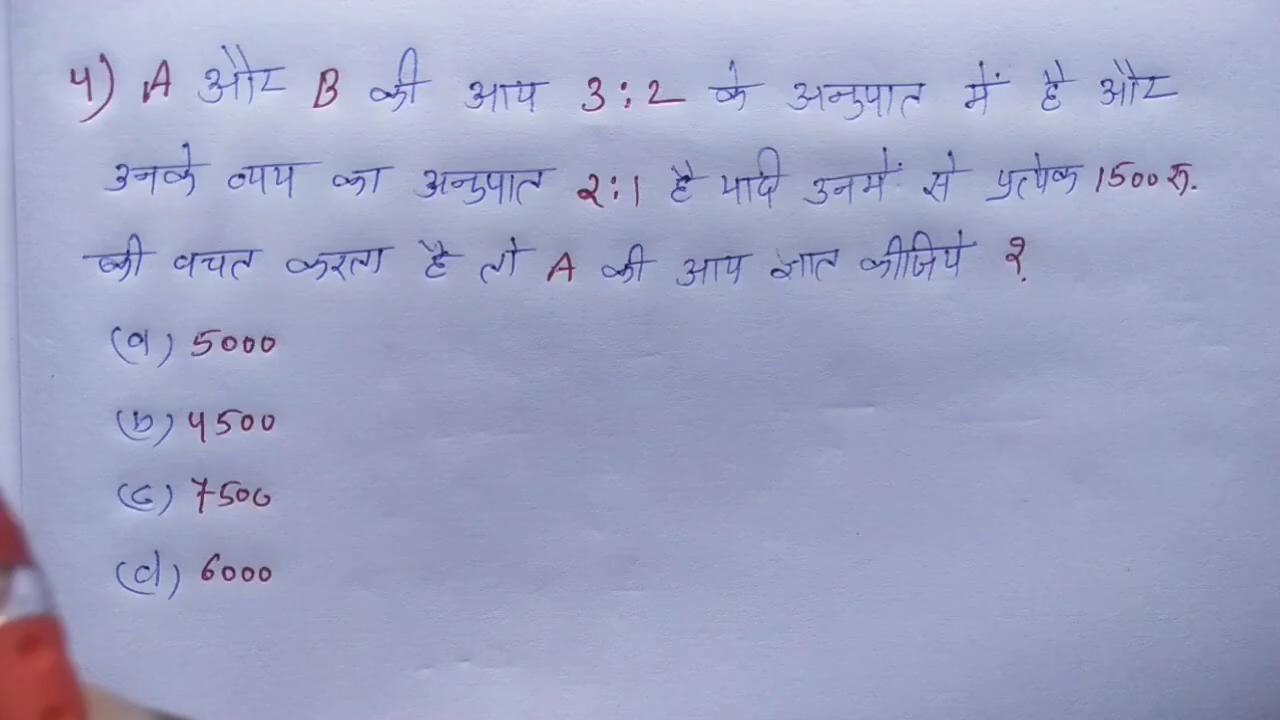 4) A और B की आय 3:2 के अनुपात में है और
उनके व्यय का अनुपात 2:1 है यदि उनमें से प्रत्येक 1500 रु.
की बचत करता है तो A की आय ज्ञात कीजिये ?
(a) 5000
(b) 4500
(c) 7500
(d) 6000